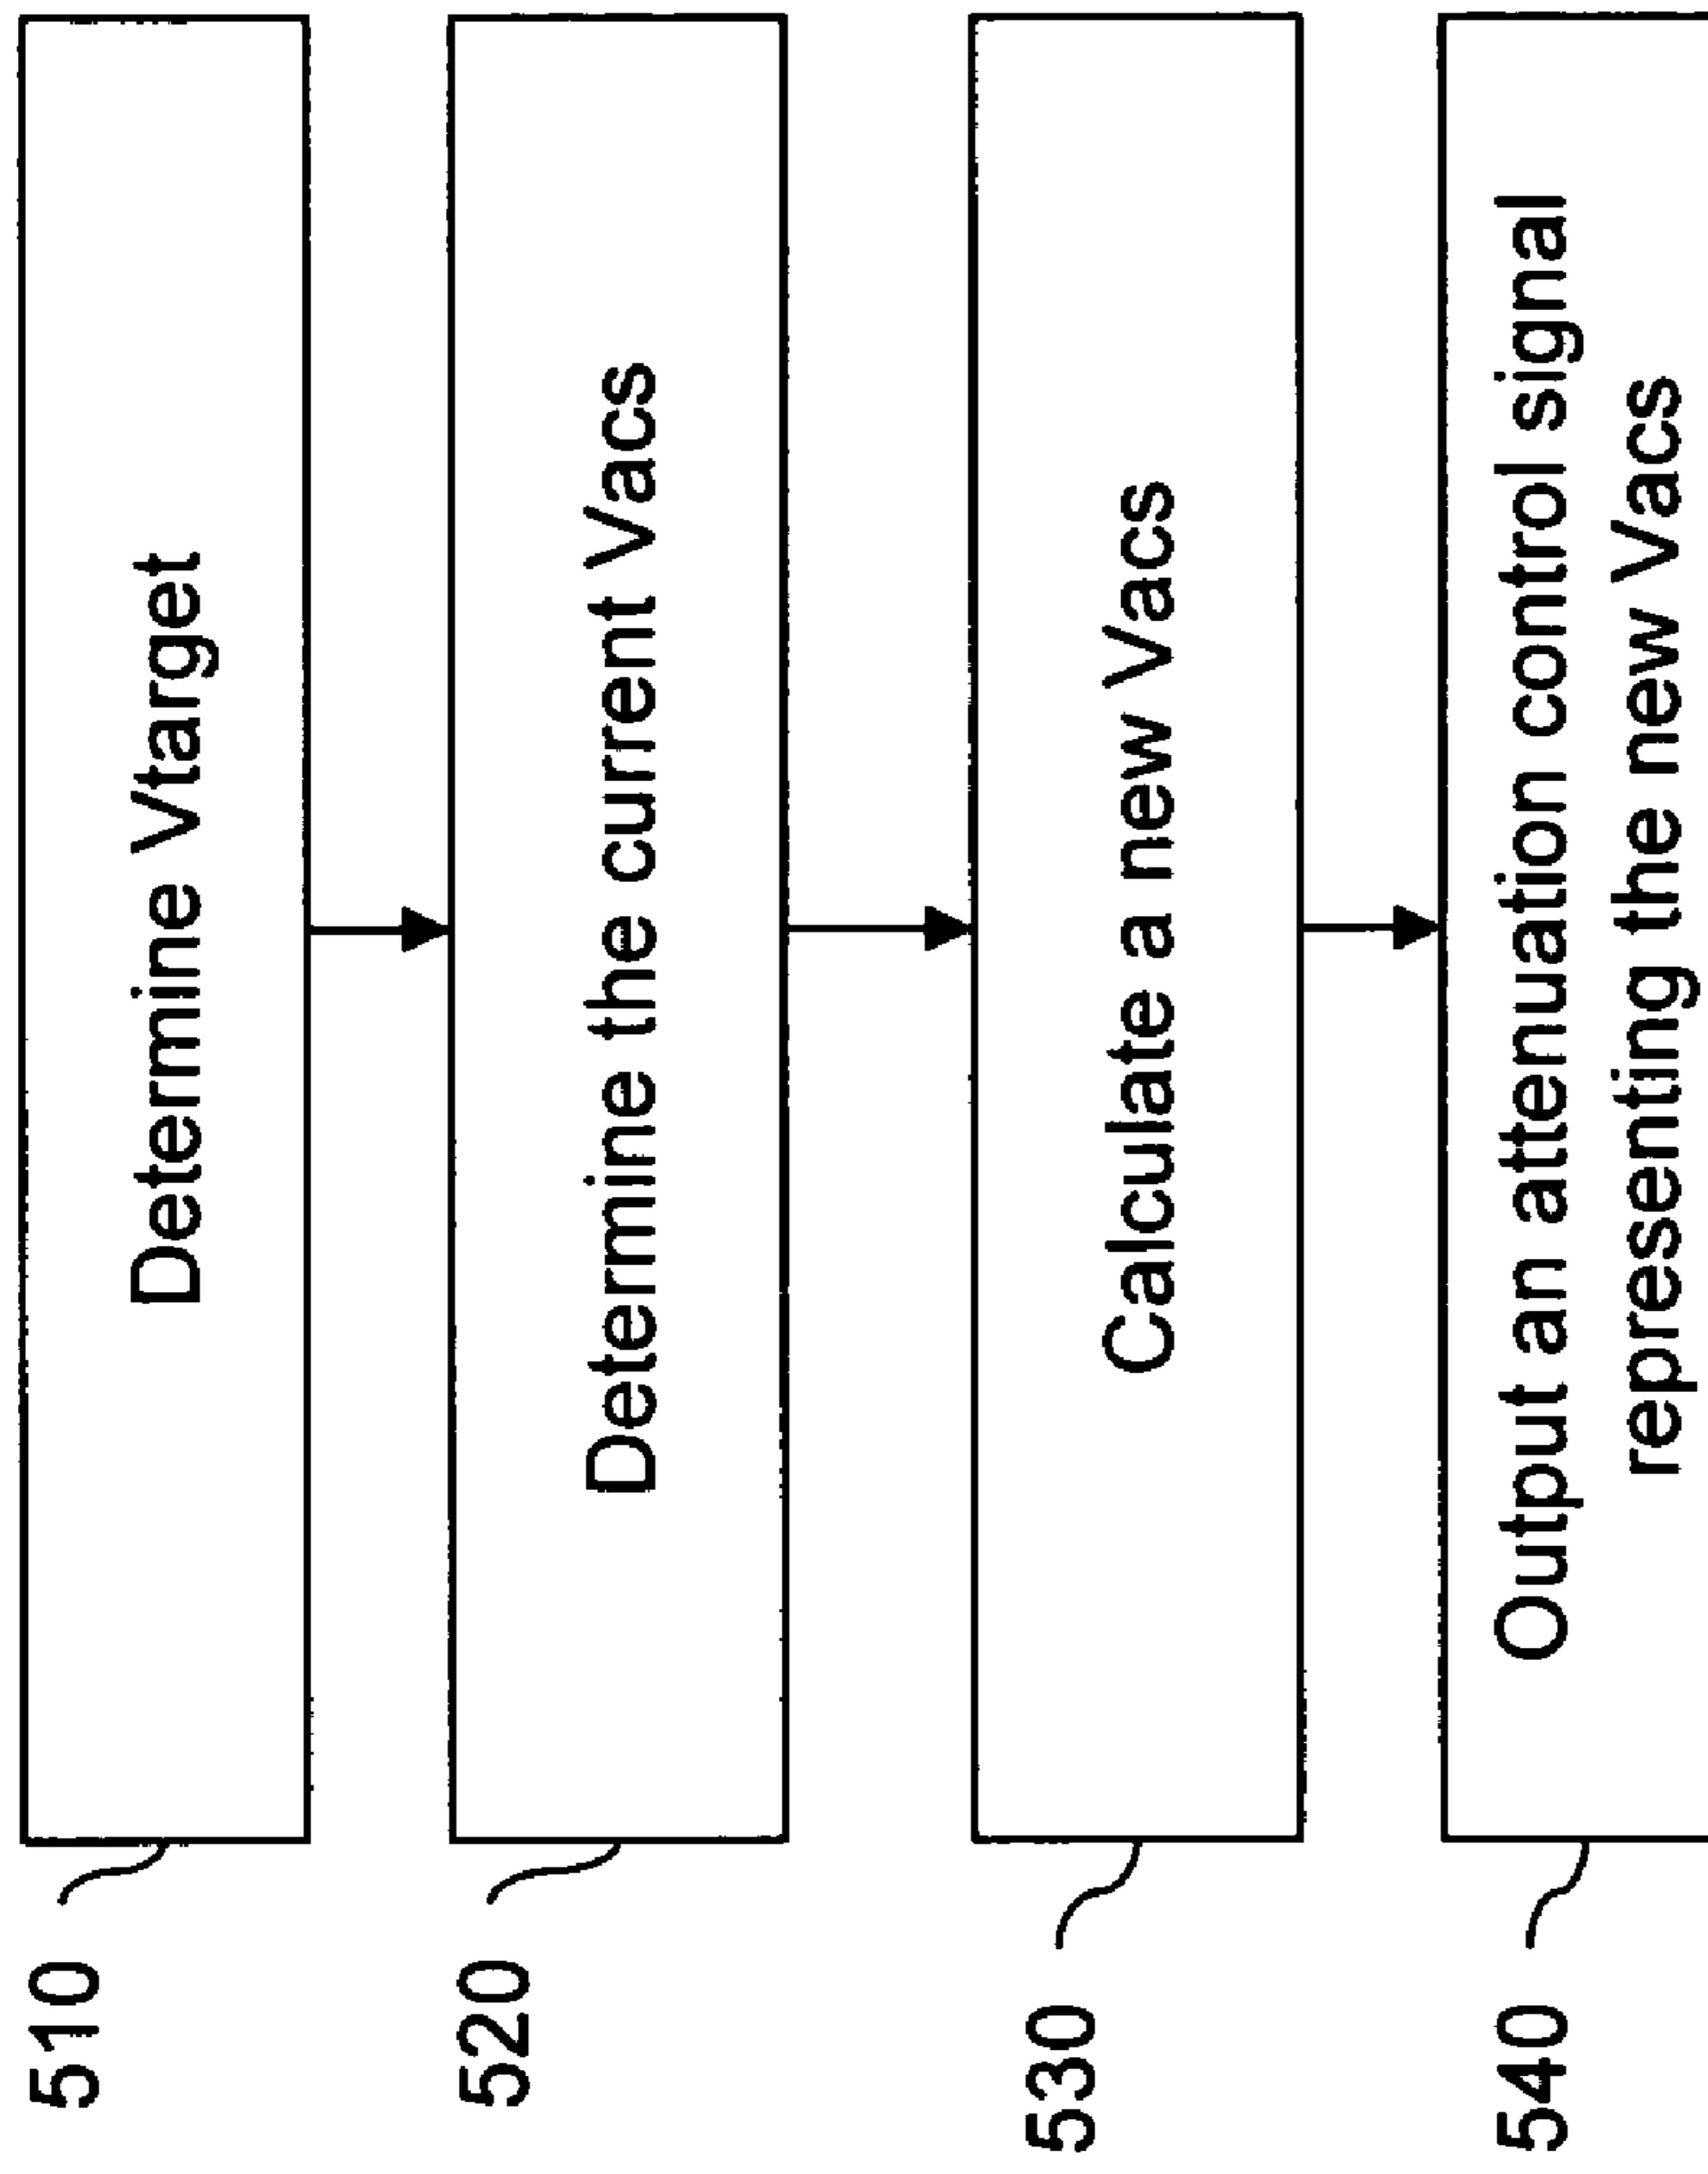 510
Determine Vtarget
520
Determine the current Vacs
530
Calculate a new Vacs
540
Output an attenuation control signal
representing the new Vacs